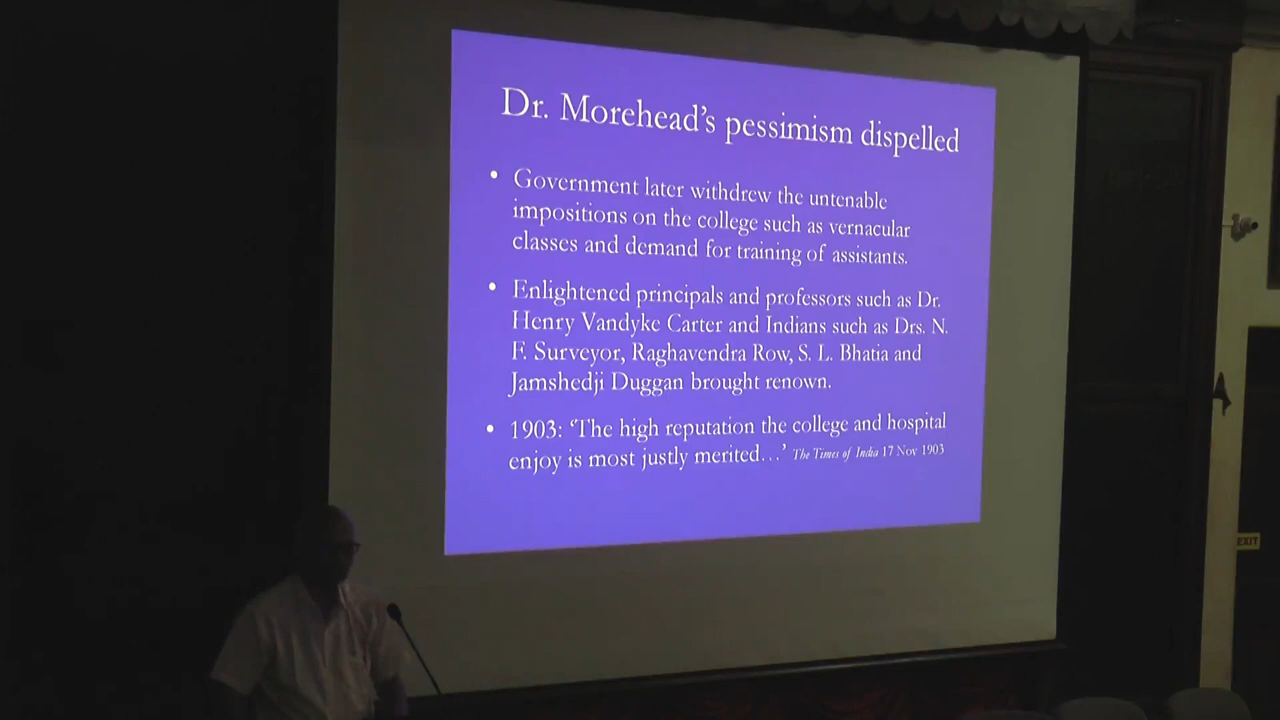 Dr. Morehead's pessimism dispelled
• Government later withdrew the untenable
impositions on the college such as vernacular
classes and demand for training of assistants.
• Enlightened principals and professors such as Dr.
Henry Vandyke Carter and Indians such as Drs. N.
F. Surveyor, Raghavendra Row, S. L. Bhatia and
Jamshedji Duggan brought renown.
• 1903: ‘The high reputation the college and hospital
enjoy is most justly merited…’ The Times of India 17 Nov 1903
EXIT